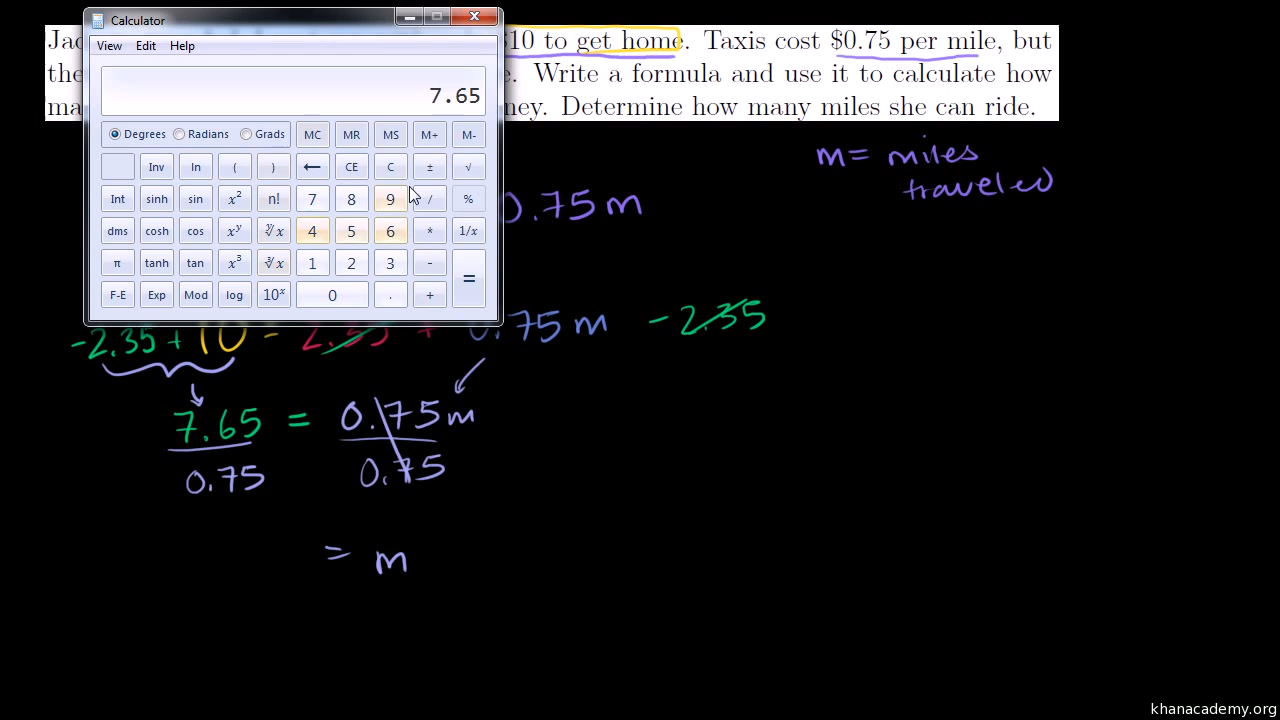 Calculator
View Edit Help
7.65
Degrees Radians Grads MC MR MS M+ M-
Inv ln ( ) ← CE C ± √
Int sinh sin x² n! 7 8 9 / %
dms cosh cos xʸ ʸ√x 4 5 6 * 1/x
π tanh tan x³ ³√x 1 2 3 - =
F-E Exp Mod log 10ˣ 0 . +
Jac $10 to get home. Taxis cost $0.75 per mile, but
the e. Write a formula and use it to calculate how
ma ney. Determine how many miles she can ride.
m = miles
traveled
0.75 m
-2.35 + 10 = 2.35 + 0.75 m - 2.35
7.65 = 0.75 m
0.75 0.75
= m
khanacademy.org